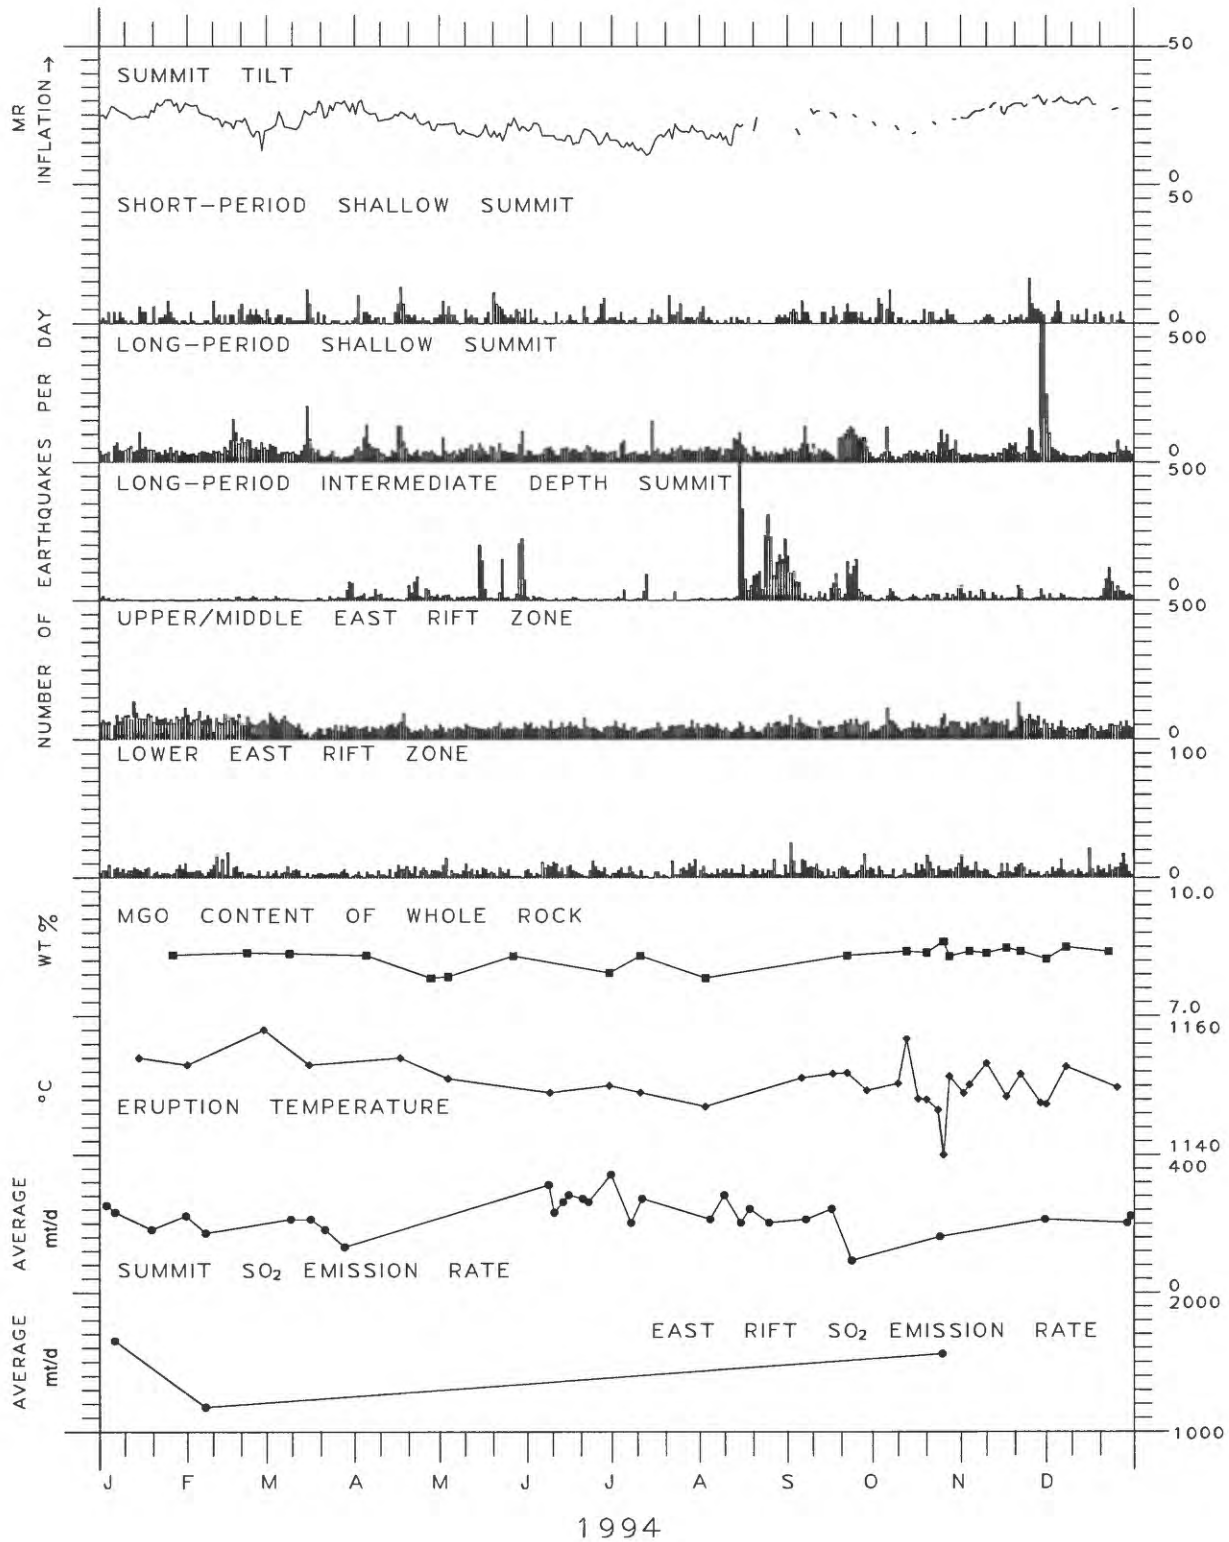 50
SUMMIT TILT
MR
INFLATION →
0
50
SHORT-PERIOD SHALLOW SUMMIT
0
NUMBER OF EARTHQUAKES PER DAY
500
LONG-PERIOD SHALLOW SUMMIT
0
500
LONG-PERIOD INTERMEDIATE DEPTH SUMMIT
0
500
UPPER/MIDDLE EAST RIFT ZONE
0
100
LOWER EAST RIFT ZONE
0
10.0
MGO CONTENT OF WHOLE ROCK
WT%
7.0
1160
°C
ERUPTION TEMPERATURE
1140
400
AVERAGE
mt/d
SUMMIT SO₂ EMISSION RATE
0
2000
EAST RIFT SO₂ EMISSION RATE
AVERAGE
mt/d
1000
J F M A M J J A S O N D
1994